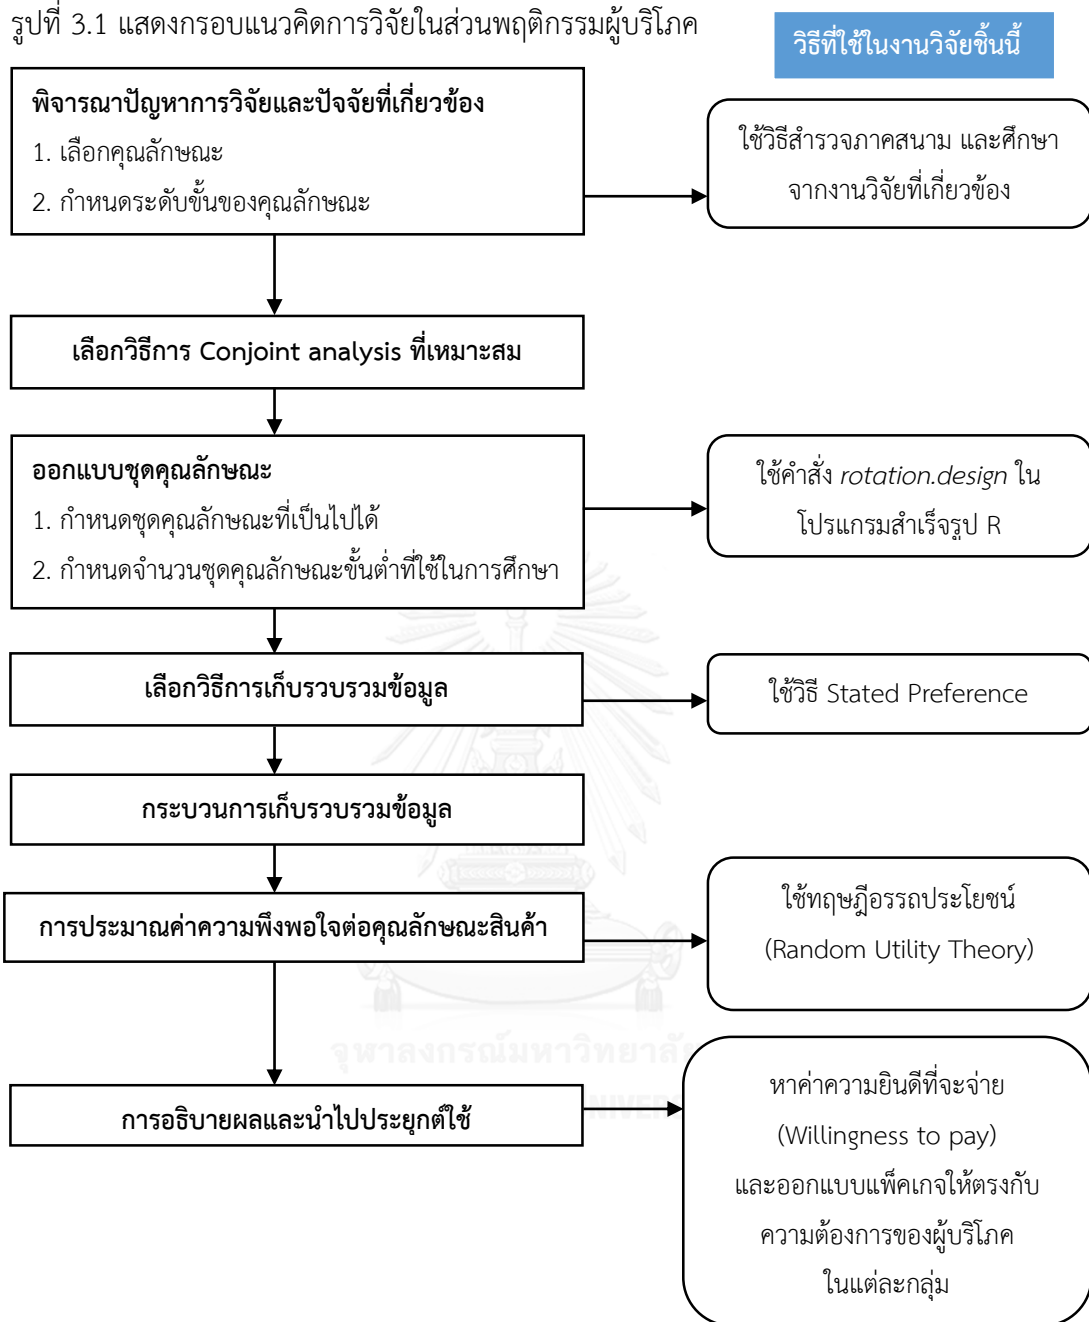 รูปที่ 3.1 แสดงกรอบแนวคิดการวิจัยในส่วนพฤติกรรมผู้บริโภค
วิธีที่ใช้ในงานวิจัยชิ้นนี้
พิจารณาปัญหาการวิจัยและปัจจัยที่เกี่ยวข้อง
1. เลือกคุณลักษณะ
2. กำหนดระดับขั้นของคุณลักษณะ
ใช้วิธีสำรวจภาคสนาม และศึกษา
จากงานวิจัยที่เกี่ยวข้อง
เลือกวิธีการ Conjoint analysis ที่เหมาะสม
ออกแบบชุดคุณลักษณะ
1. กำหนดชุดคุณลักษณะที่เป็นไปได้
2. กำหนดจำนวนชุดคุณลักษณะขั้นต่ำที่ใช้ในการศึกษา
ใช้คำสั่ง rotation.design ใน
โปรแกรมสำเร็จรูป R
เลือกวิธีการเก็บรวบรวมข้อมูล
ใช้วิธี Stated Preference
กระบวนการเก็บรวบรวมข้อมูล
การประมาณค่าความพึงพอใจต่อคุณลักษณะสินค้า
ใช้ทฤษฎีอรรถประโยชน์
(Random Utility Theory)
จุฬาลงกรณ์มหาวิทยาลัย
การอธิบายผลและนำไปประยุกต์ใช้
หาค่าความยินดีที่จะจ่าย
(Willingness to pay)
และออกแบบแพ็คเกจให้ตรงกับ
ความต้องการของผู้บริโภค
ในแต่ละกลุ่ม